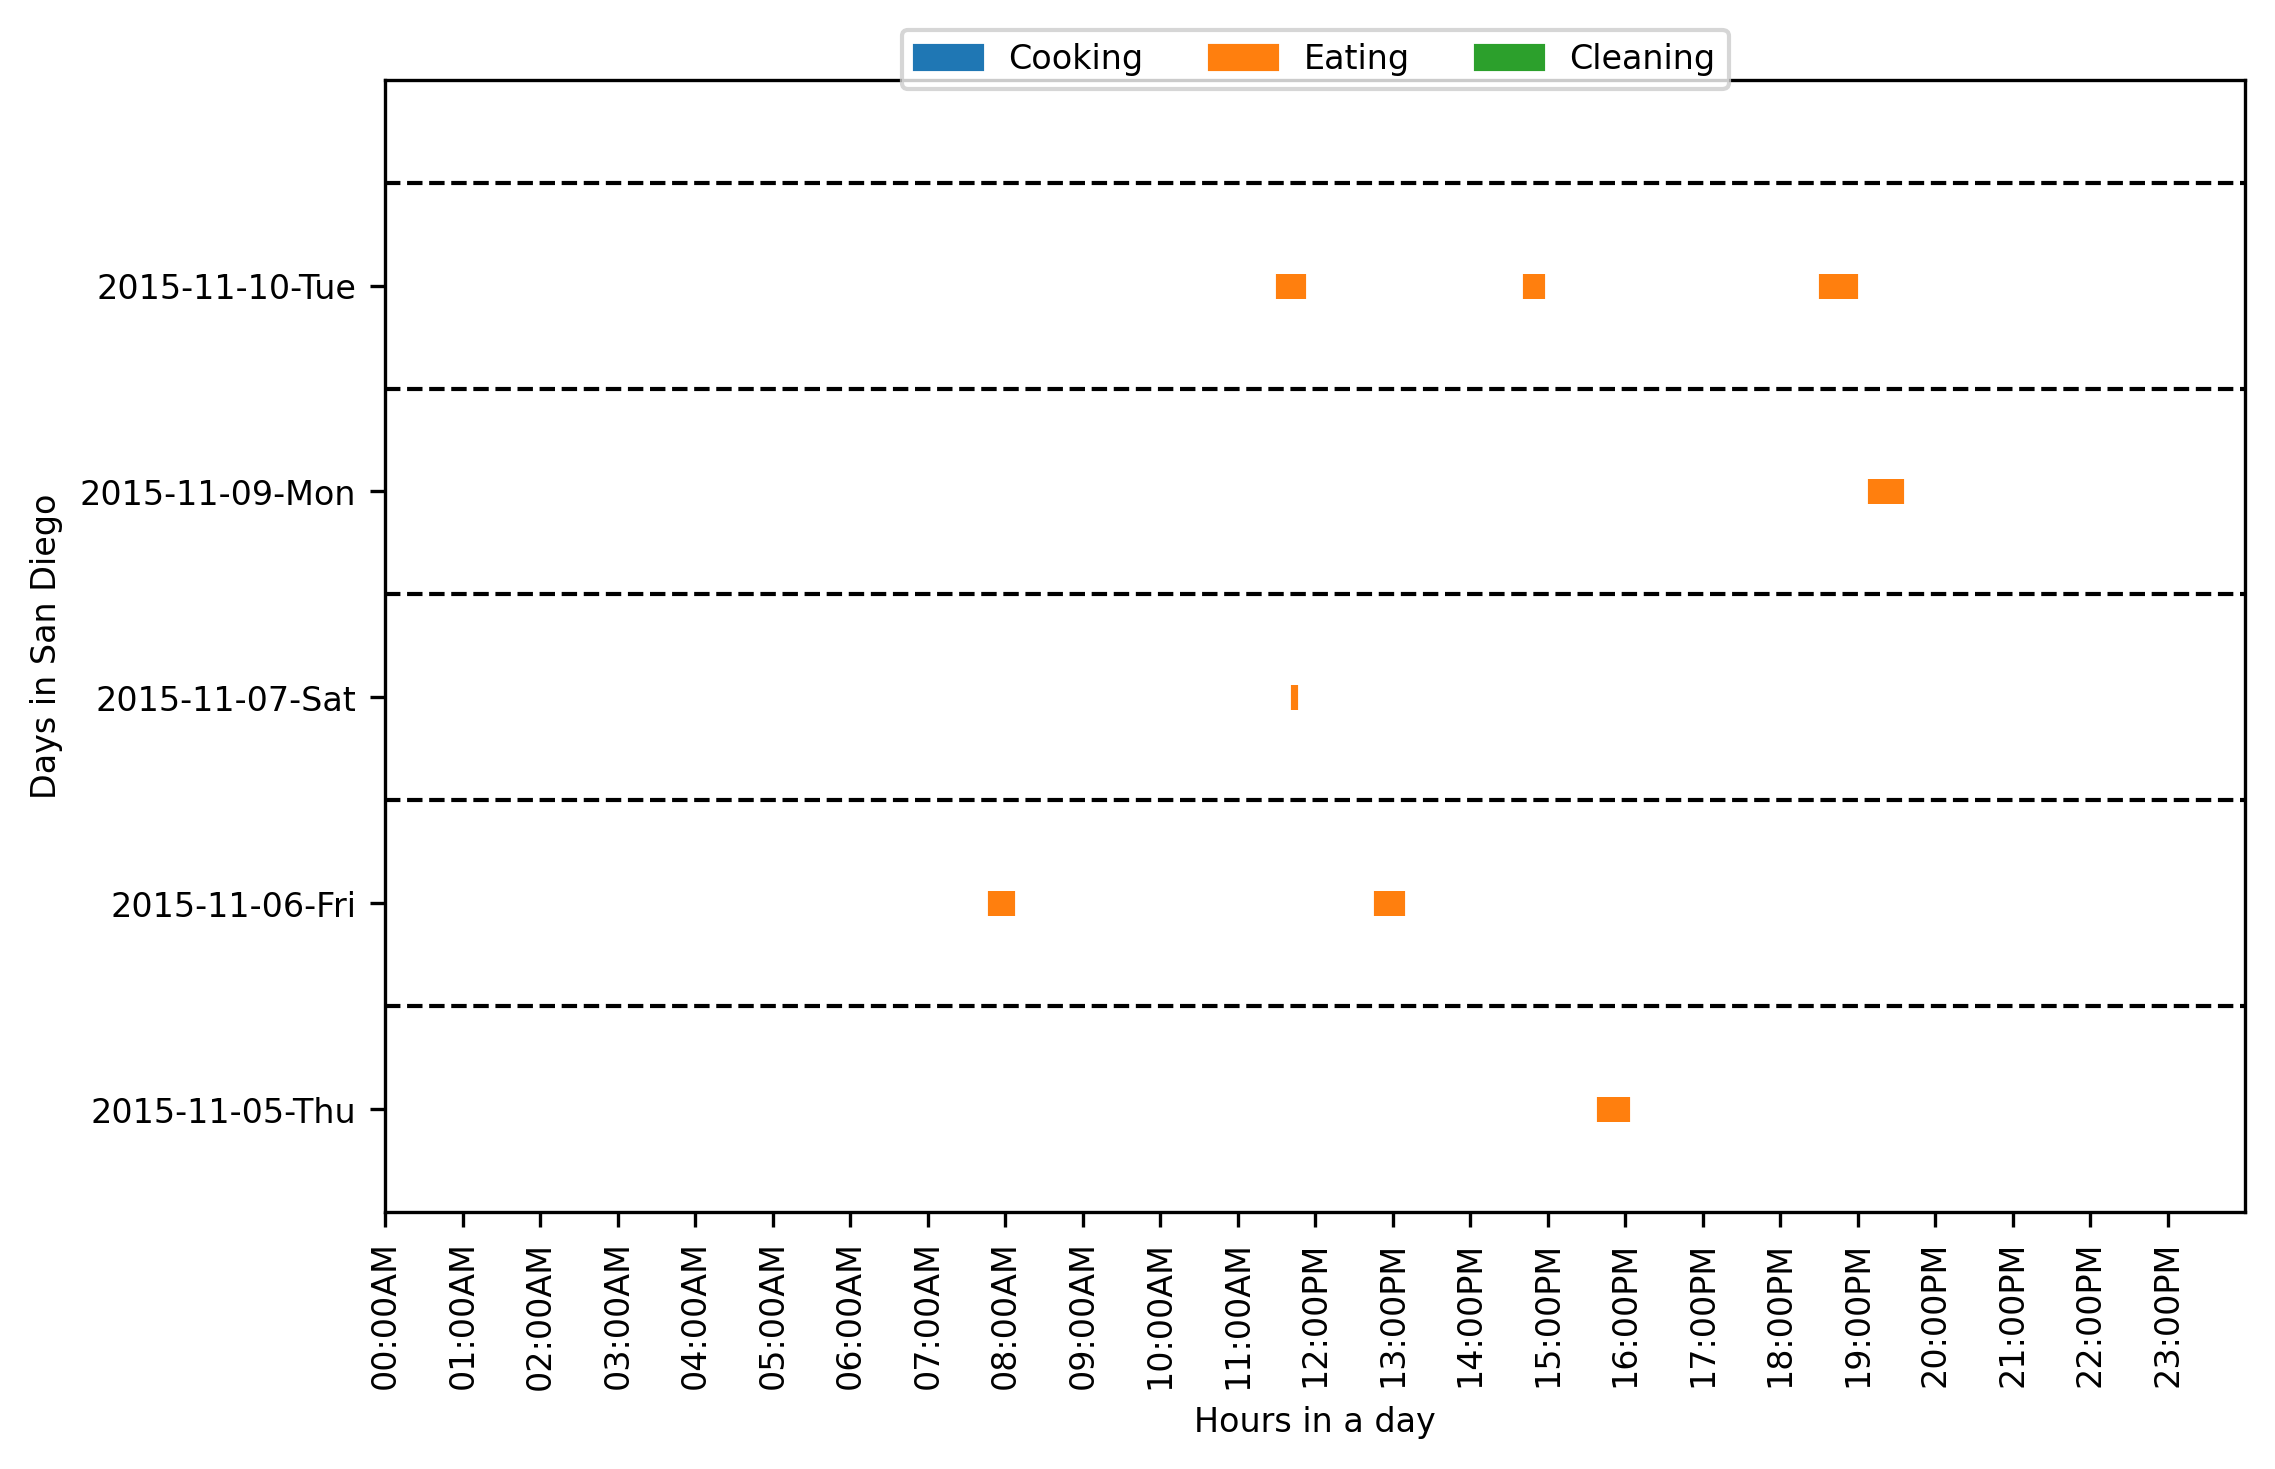 Cooking Eating Cleaning
2015-11-10-Tue
2015-11-09-Mon
2015-11-07-Sat
2015-11-06-Fri
2015-11-05-Thu
Days in San Diego
00:00AM
01:00AM
02:00AM
03:00AM
04:00AM
05:00AM
06:00AM
07:00AM
08:00AM
09:00AM
10:00AM
11:00AM
12:00PM
13:00PM
14:00PM
15:00PM
16:00PM
17:00PM
18:00PM
19:00PM
20:00PM
21:00PM
22:00PM
23:00PM
Hours in a day